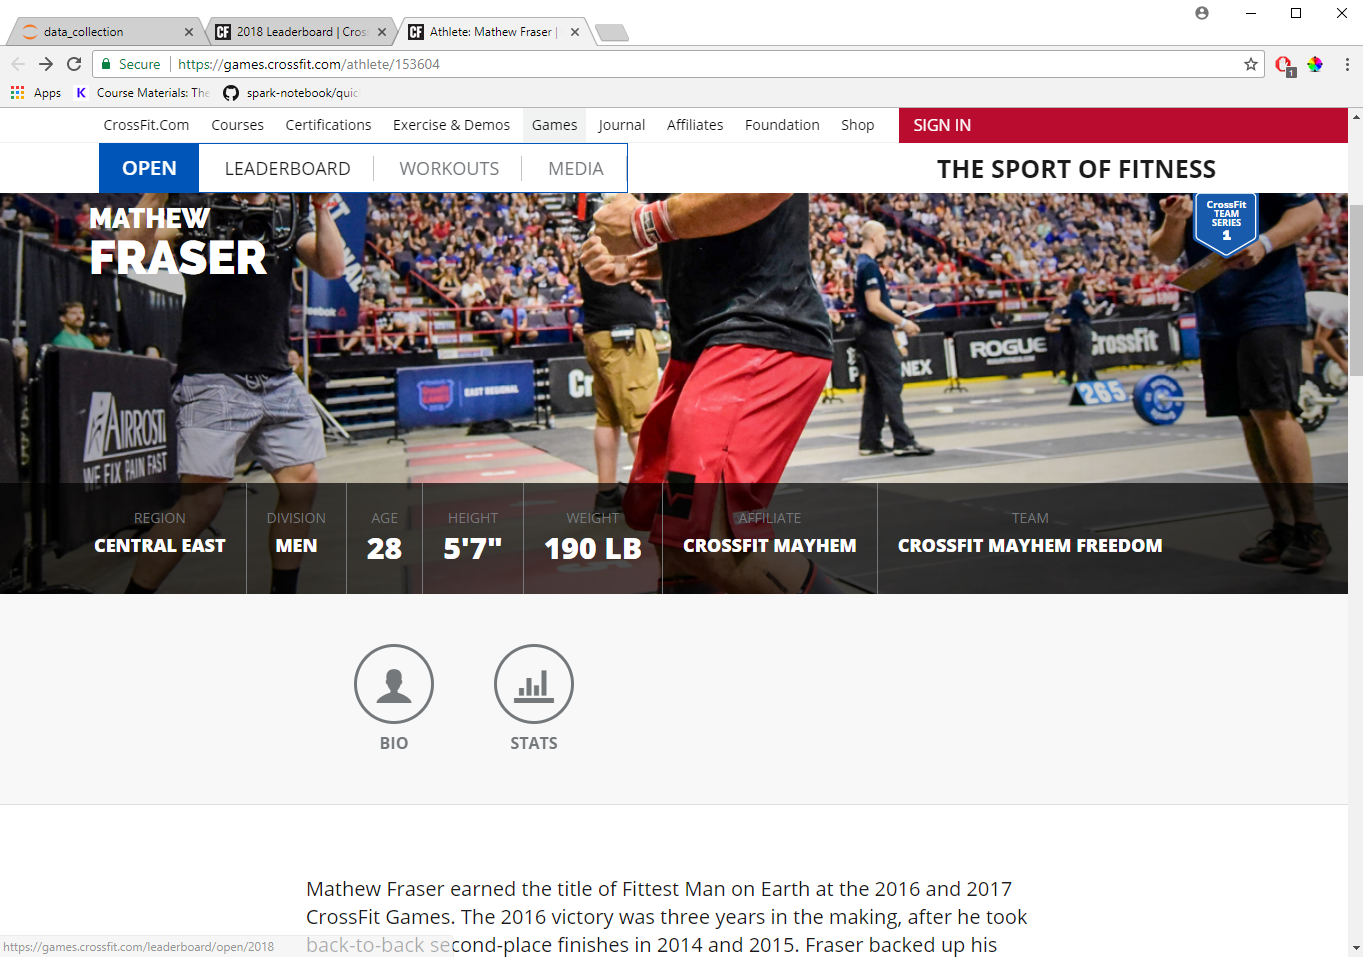 data_collection
2018 Leaderboard | Cros
Athlete: Mathew Fraser |
Secure
https://games.crossfit.com/athlete/153604
1
Apps
K
Course Materials: The
spark-notebook/quic
CrossFit.Com
Courses
Certifications
Exercise & Demos
Games
Journal
Affiliates
Foundation
Shop
SIGN IN
OPEN
LEADERBOARD
WORKOUTS
MEDIA
THE SPORT OF FITNESS
MATHEW
FRASER
CrossFit
TEAM
SERIES
1
EAST REGIONAL
ROGUE
CrossFit
265
AIRROSTI
WE FIX PAIN FAST
REGION
CENTRAL EAST
DIVISION
MEN
AGE
28
HEIGHT
5'7"
WEIGHT
190 LB
AFFILIATE
CROSSFIT MAYHEM
TEAM
CROSSFIT MAYHEM FREEDOM
BIO
STATS
Mathew Fraser earned the title of Fittest Man on Earth at the 2016 and 2017
CrossFit Games. The 2016 victory was three years in the making, after he took
back-to-back second-place finishes in 2014 and 2015. Fraser backed up his
https://games.crossfit.com/leaderboard/open/2018